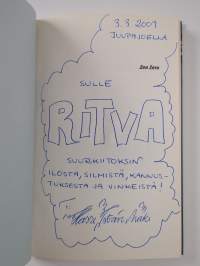 3.3.2009
JUUPAJOELLA
SULLE
RITVA
SUURKIITOKSIN
ILOSTA, SILMISTÄ, KANNUS-
TUKSESTA JA VINKEISTÄ!